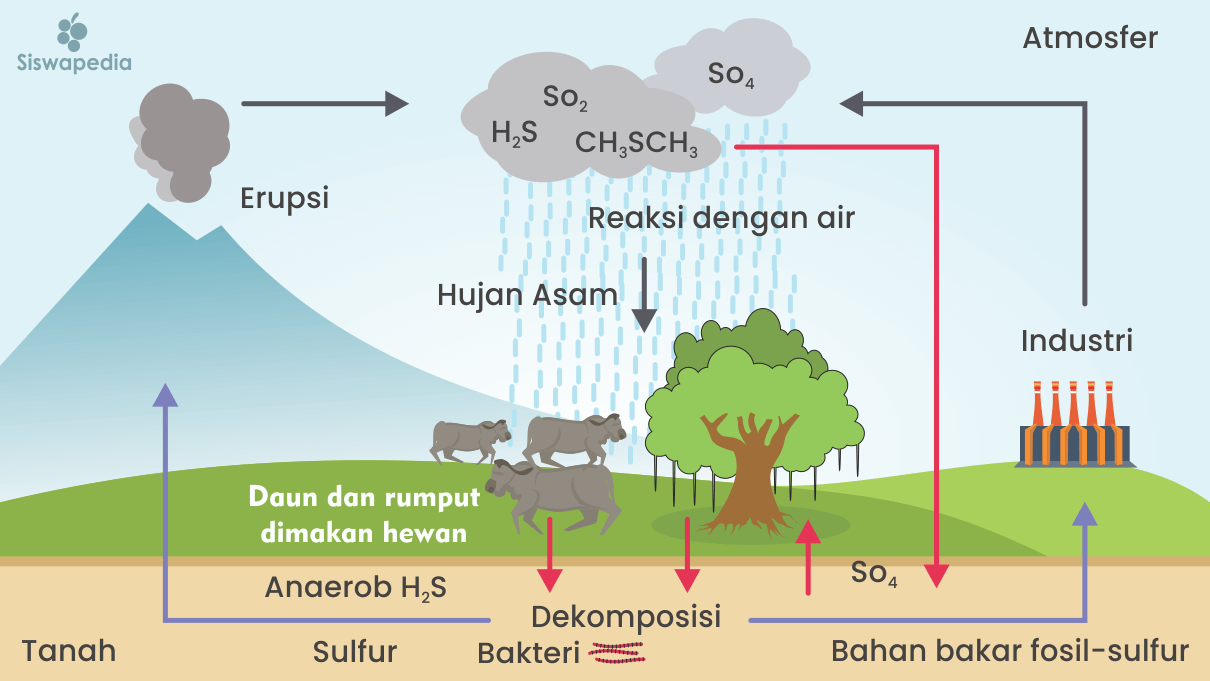 Siswapedia
Atmosfer
So₄
So₂
H₂S
CH₃SCH₃
Erupsi
Reaksi dengan air
Hujan Asam
Industri
Daun dan rumput
dimakan hewan
So₄
Anaerob H₂S
Dekomposisi
Tanah
Sulfur
Bakteri
Bahan bakar fosil-sulfur